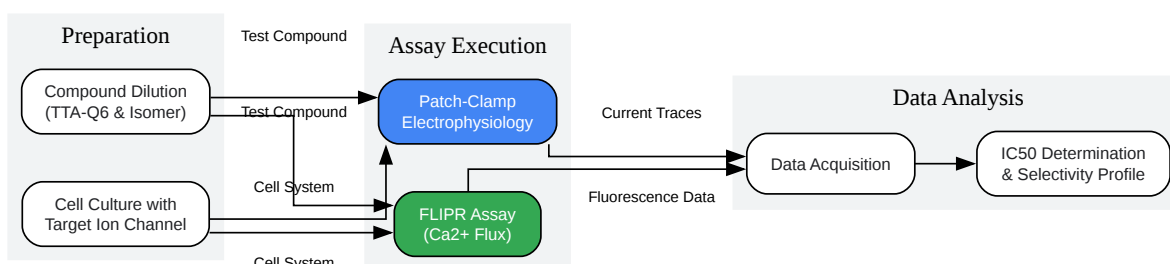 Preparation
Test Compound
Assay Execution
Compound Dilution
(TTA-Q6 & Isomer)
Test Compound
Patch-Clamp
Electrophysiology
Current Traces
Data Analysis
Data Acquisition
IC50 Determination
& Selectivity Profile
Cell Culture with
Target Ion Channel
Cell System
FLIPR Assay
(Ca2+ Flux)
Fluorescence Data
Cell System